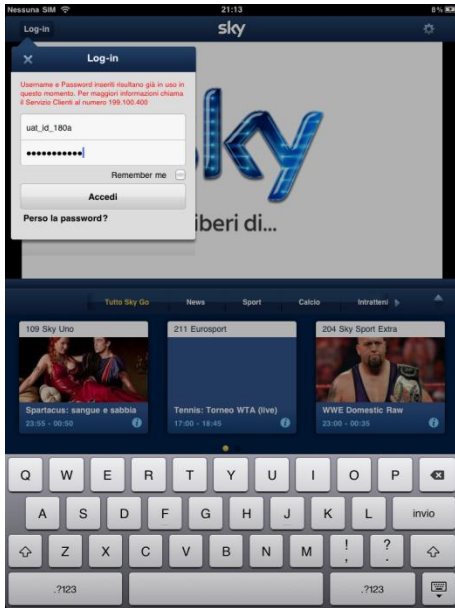 Nessuna SIM
21:13
8%
Log-in
sky
Log-in
Username e Password inseriti risultano già in uso in
questo momento. Per maggiori informazioni chiama
il Servizio Clienti al numero 199.100.400
uat_id_180a
•••••••••••
Remember me
Accedi
Perso la password?
sky
iberi di...
Tutto Sky Go
News
Sport
Calcio
Intratteni
109 Sky Uno
211 Eurosport
204 Sky Sport Extra
Spartacus: sangue e sabbia
23:55 - 00:50
Tennis: Torneo WTA (live)
17:00 - 18:45
WWE Domestic Raw
23:00 - 00:35
Q W E R T Y U I O P
A S D F G H J K L invio
Z X C V B N M ! , ? .
.?123 .?123